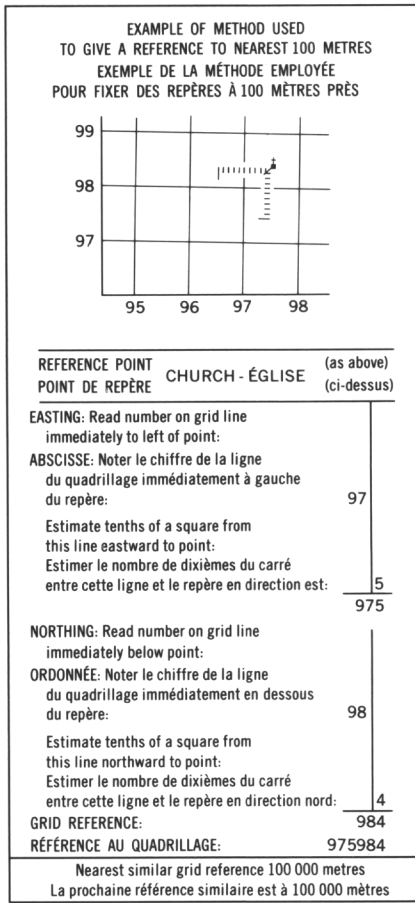 EXAMPLE OF METHOD USED
TO GIVE A REFERENCE TO NEAREST 100 METRES
EXEMPLE DE LA MÉTHODE EMPLOYÉE
POUR FIXER DES REPÈRES À 100 MÈTRES PRÈS
99
98
97
95 96 97 98
REFERENCE POINT
POINT DE REPÈRE
CHURCH - ÉGLISE
(as above)
(ci-dessus)
EASTING: Read number on grid line
immediately to left of point:
ABSCISSE: Noter le chiffre de la ligne
du quadrillage immédiatement à gauche
du repère: 97
Estimate tenths of a square from
this line eastward to point:
Estimer le nombre de dixièmes du carré
entre cette ligne et le repère en direction est: 5
975
NORTHING: Read number on grid line
immediately below point:
ORDONNÉE: Noter le chiffre de la ligne
du quadrillage immédiatement en dessous
du repère: 98
Estimate tenths of a square from
this line northward to point:
Estimer le nombre de dixièmes du carré
entre cette ligne et le repère en direction nord: 4
GRID REFERENCE: 984
RÉFÉRENCE AU QUADRILLAGE: 975984
Nearest similar grid reference 100 000 metres
La prochaine référence similaire est à 100 000 mètres